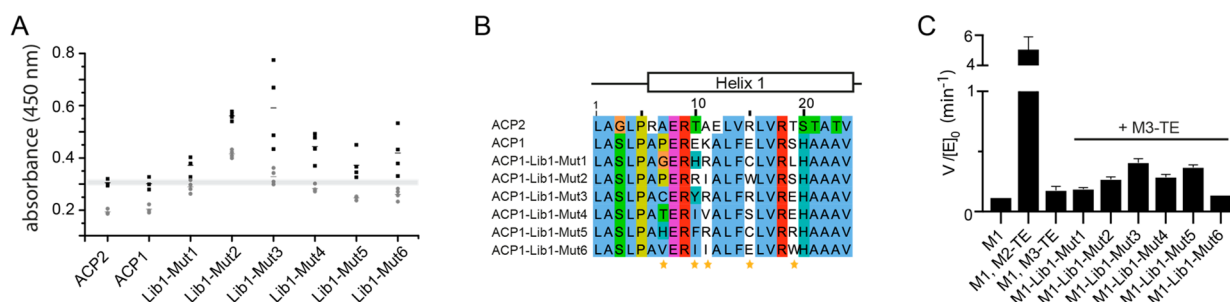 A
absorbance (450 nm)
0.8
0.6
0.4
0.2
ACP2
ACP1
Lib1-Mut1
Lib1-Mut2
Lib1-Mut3
Lib1-Mut4
Lib1-Mut5
Lib1-Mut6
B
Helix 1
1 10 20
ACP2 LAGLPRAERTAELVRLVRTSTATV
ACP1 LASLPAPEREKALFELVRSHAAAV
ACP1-Lib1-Mut1 LASLPAGERHRALFCLVRLHAAAV
ACP1-Lib1-Mut2 LASLPAPERRIALFWLVRSHAAAV
ACP1-Lib1-Mut3 LASLPACERYRALFSLVREHAAAV
ACP1-Lib1-Mut4 LASLPATERIVALFSLVREHAAAV
ACP1-Lib1-Mut5 LASLPAHERFRALFCLVRRHAAAV
ACP1-Lib1-Mut6 LASLPAVERIIALFELVRWHAAAV
C
V/[E]0 (min-1)
6
4
1
0
+ M3-TE
M1
M1, M2-TE
M1, M3-TE
M1-Lib1-Mut1
M1-Lib1-Mut2
M1-Lib1-Mut3
M1-Lib1-Mut4
M1-Lib1-Mut5
M1-Lib1-Mut6